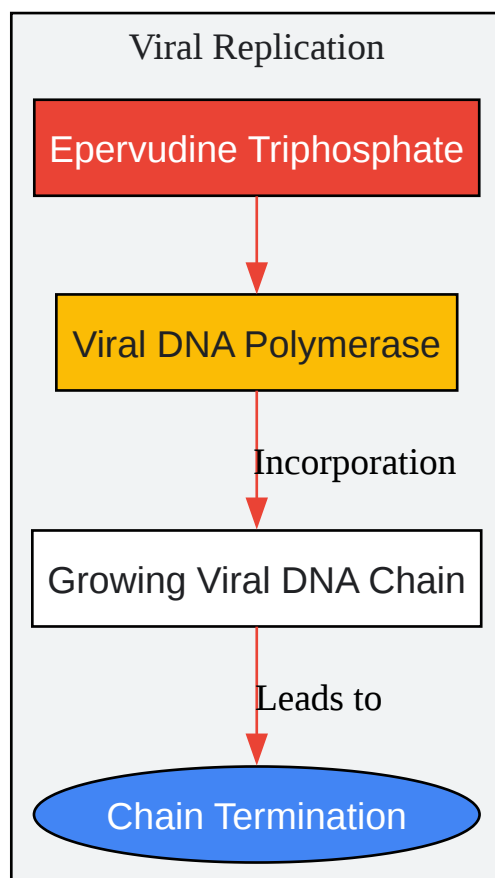 Viral Replication
Epervudine Triphosphate
Viral DNA Polymerase
Incorporation
Growing Viral DNA Chain
Leads to
Chain Termination